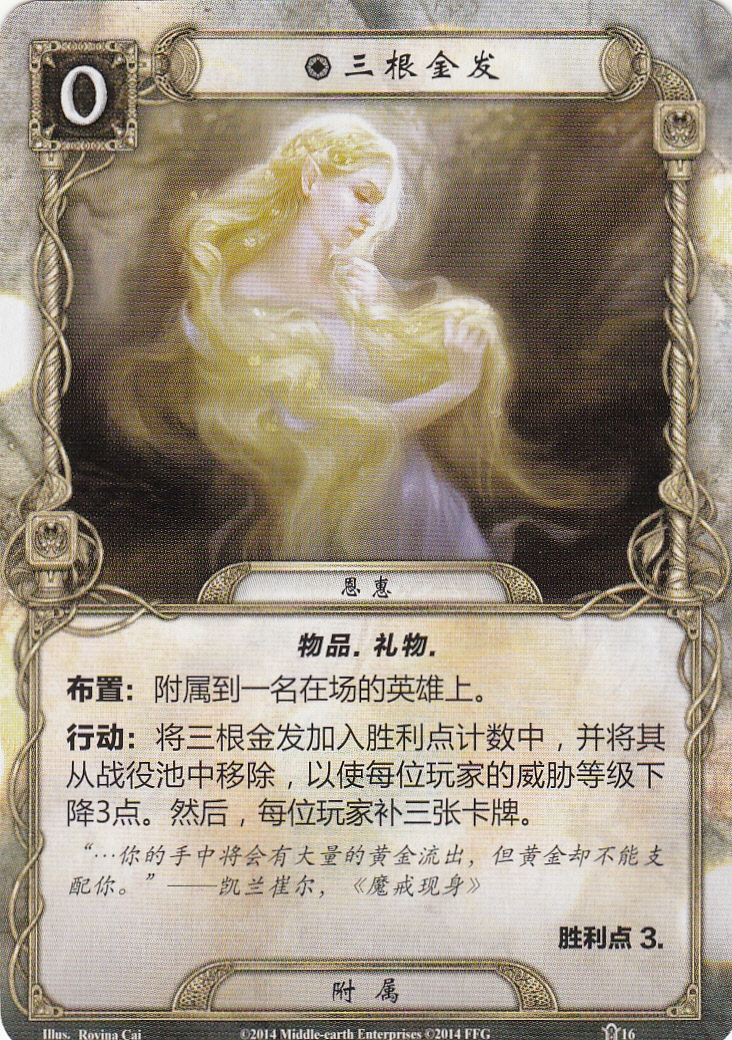 0
三根金发
恩惠
物品. 礼物.
布置：附属到一名在场的英雄上。
行动：将三根金发加入胜利点计数中，并将其
从战役池中移除，以使每位玩家的威胁等级下
降3点。然后，每位玩家补三张卡牌。
“…你的手中将会有大量的黄金流出，但黄金却不能支
配你。”——凯兰崔尔，《魔戒现身》
胜利点 3.
附属
Illus. Rovina Cai ©2014 Middle-earth Enterprises ©2014 FFG 16